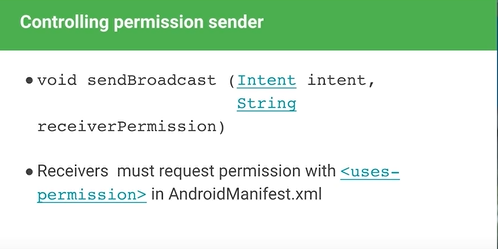 Controlling permission sender
● void sendBroadcast (Intent intent,
String
receiverPermission)
● Receivers must request permission with <uses-
permission> in AndroidManifest.xml